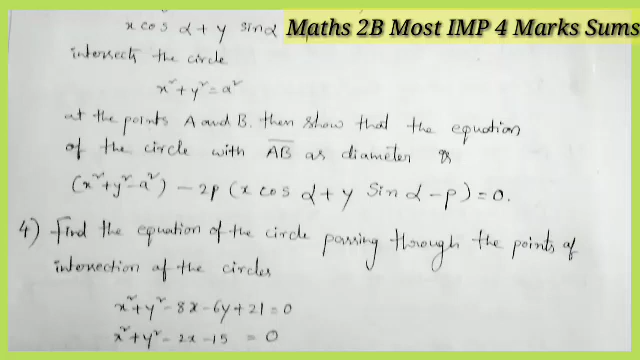 Maths 2B Most IMP 4 Marks Sums
x cos α + y sinα
intersects the circle
x² + y² = a²
at the points A and B. then show that the equation
of the circle with A̅B̅ as diameter is
(x² + y² - a²) - 2p (x cos α + y Sin α - p) = 0.
4) Find the equation of the circle passing through the points of
intersection of the circles
x² + y² - 8x - 6y + 21 = 0
x² + y² - 2x - 15 = 0